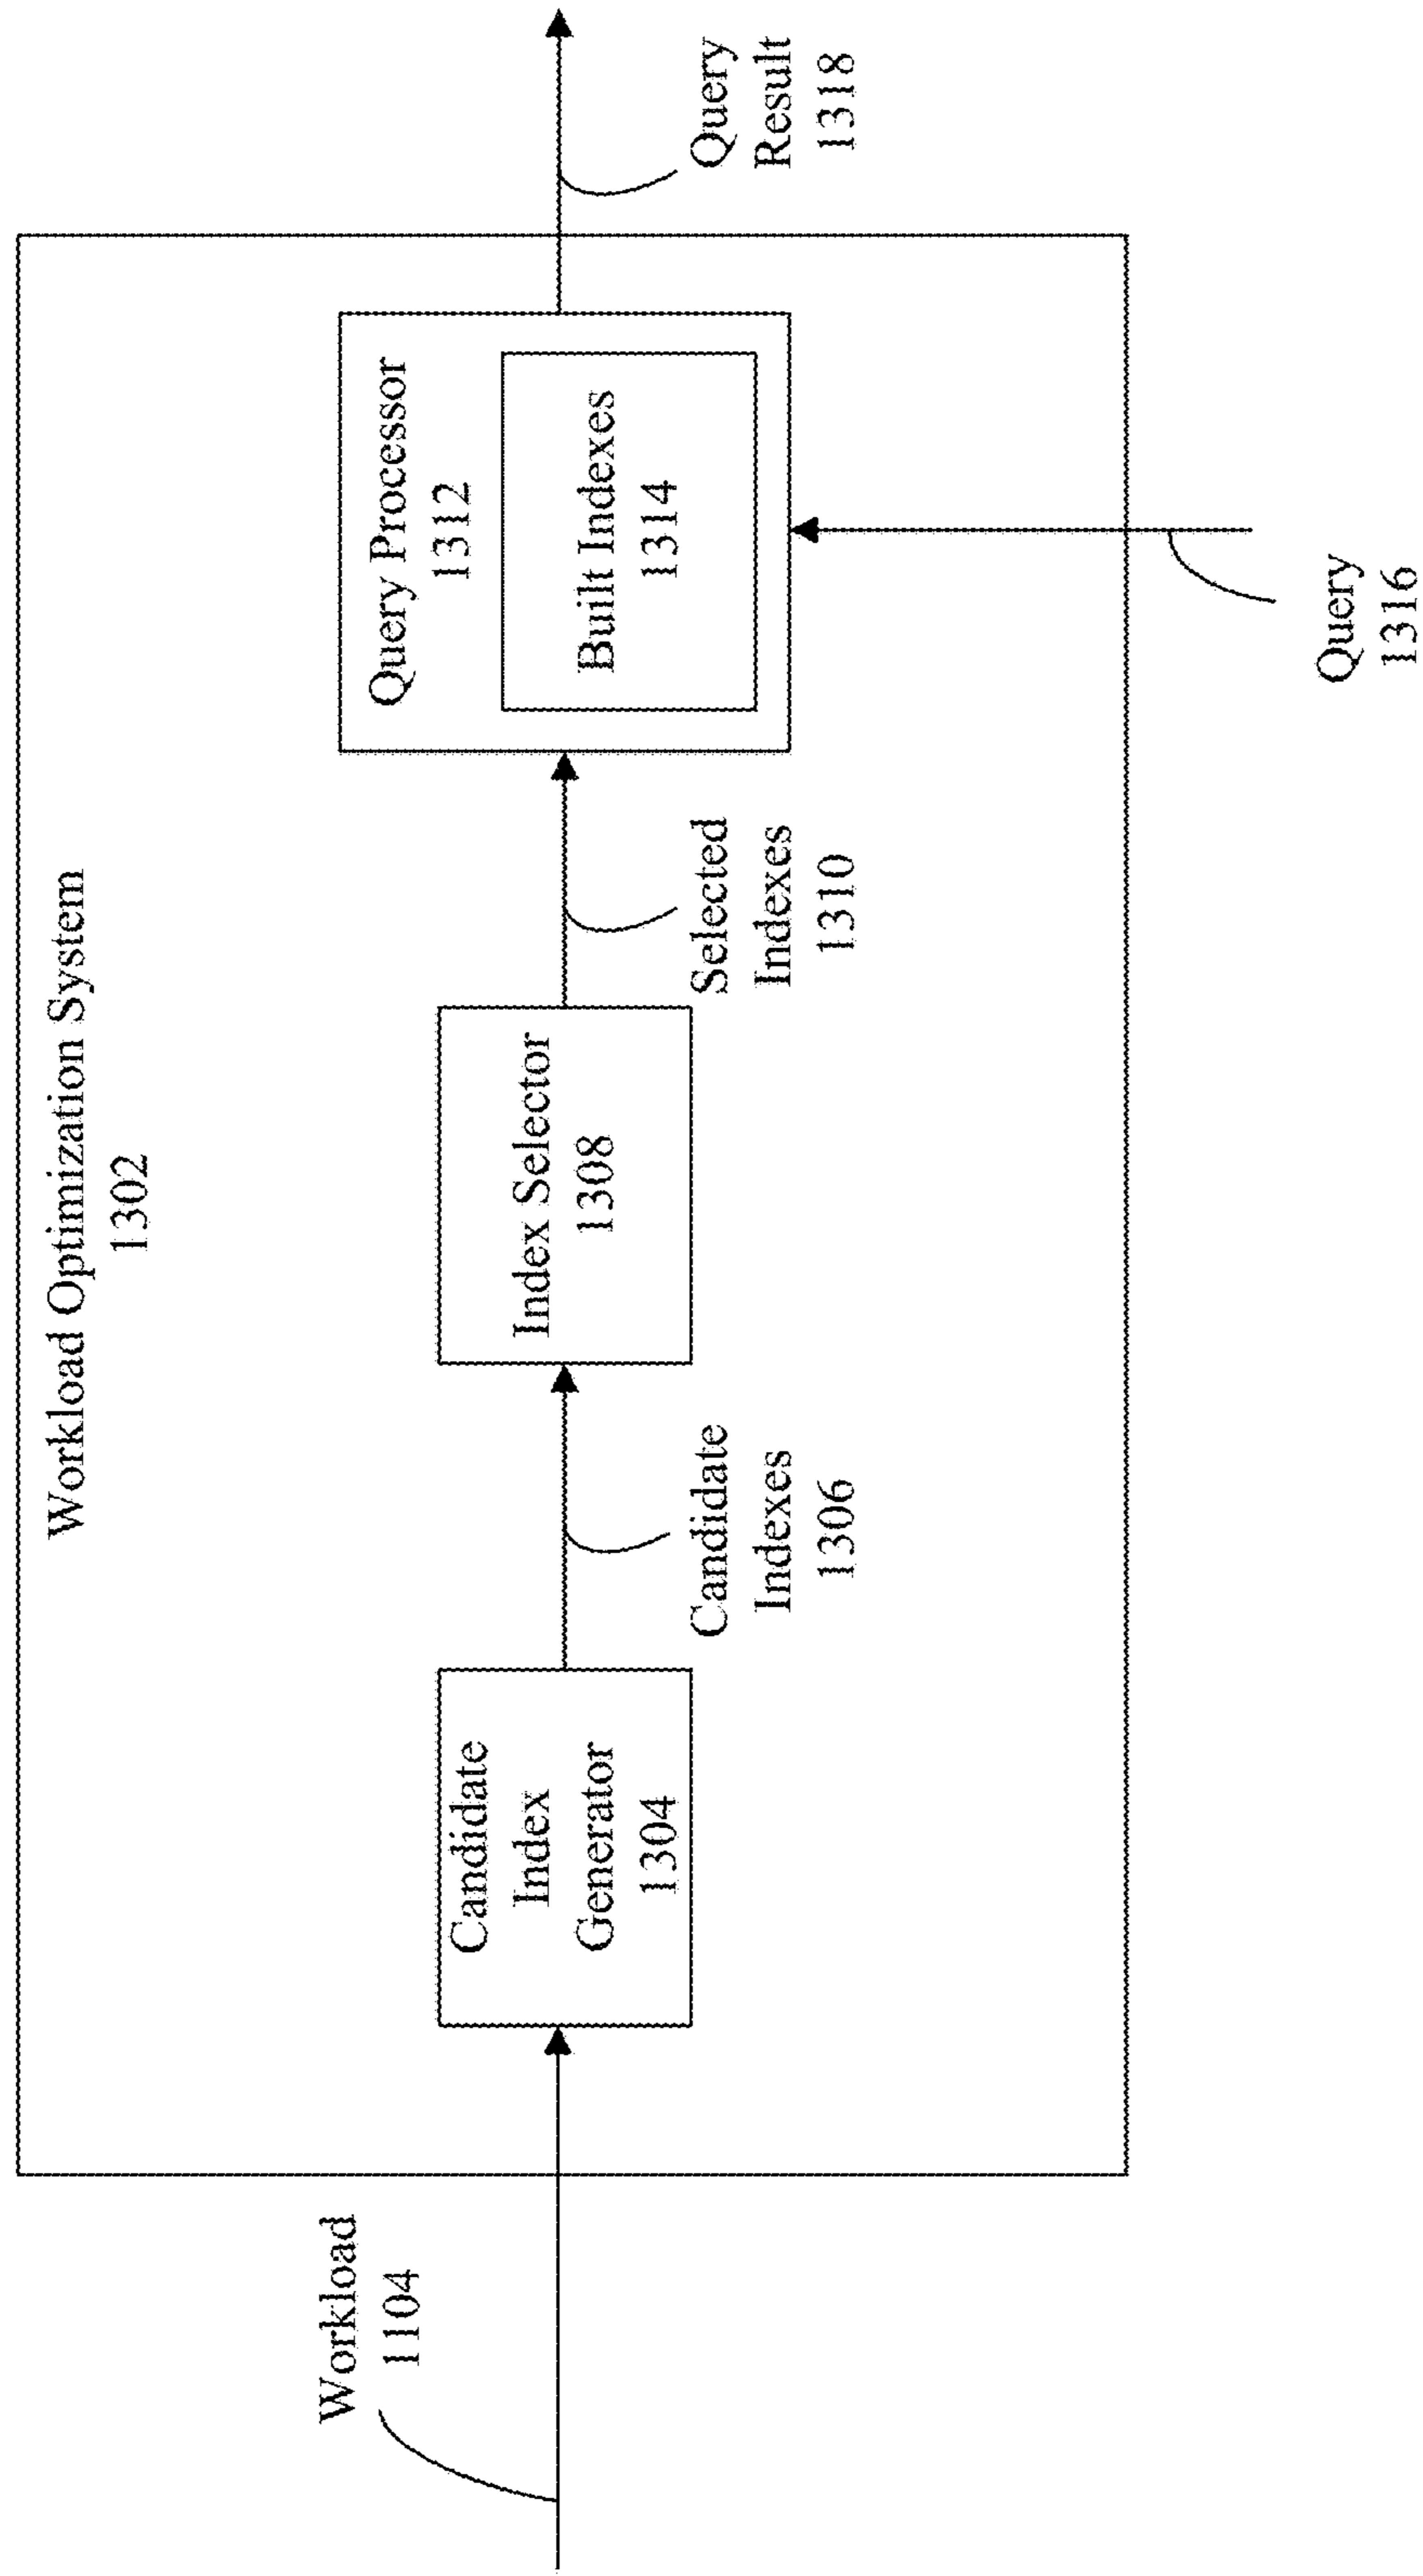 Workload Optimization System
1302
Workload
1104
Candidate
Index
Generator
1304
Candidate
Indexes
1306
Index Selector
1308
Selected
Indexes
1310
Query Processor
1312
Built Indexes
1314
Query
1316
Query
Result
1318